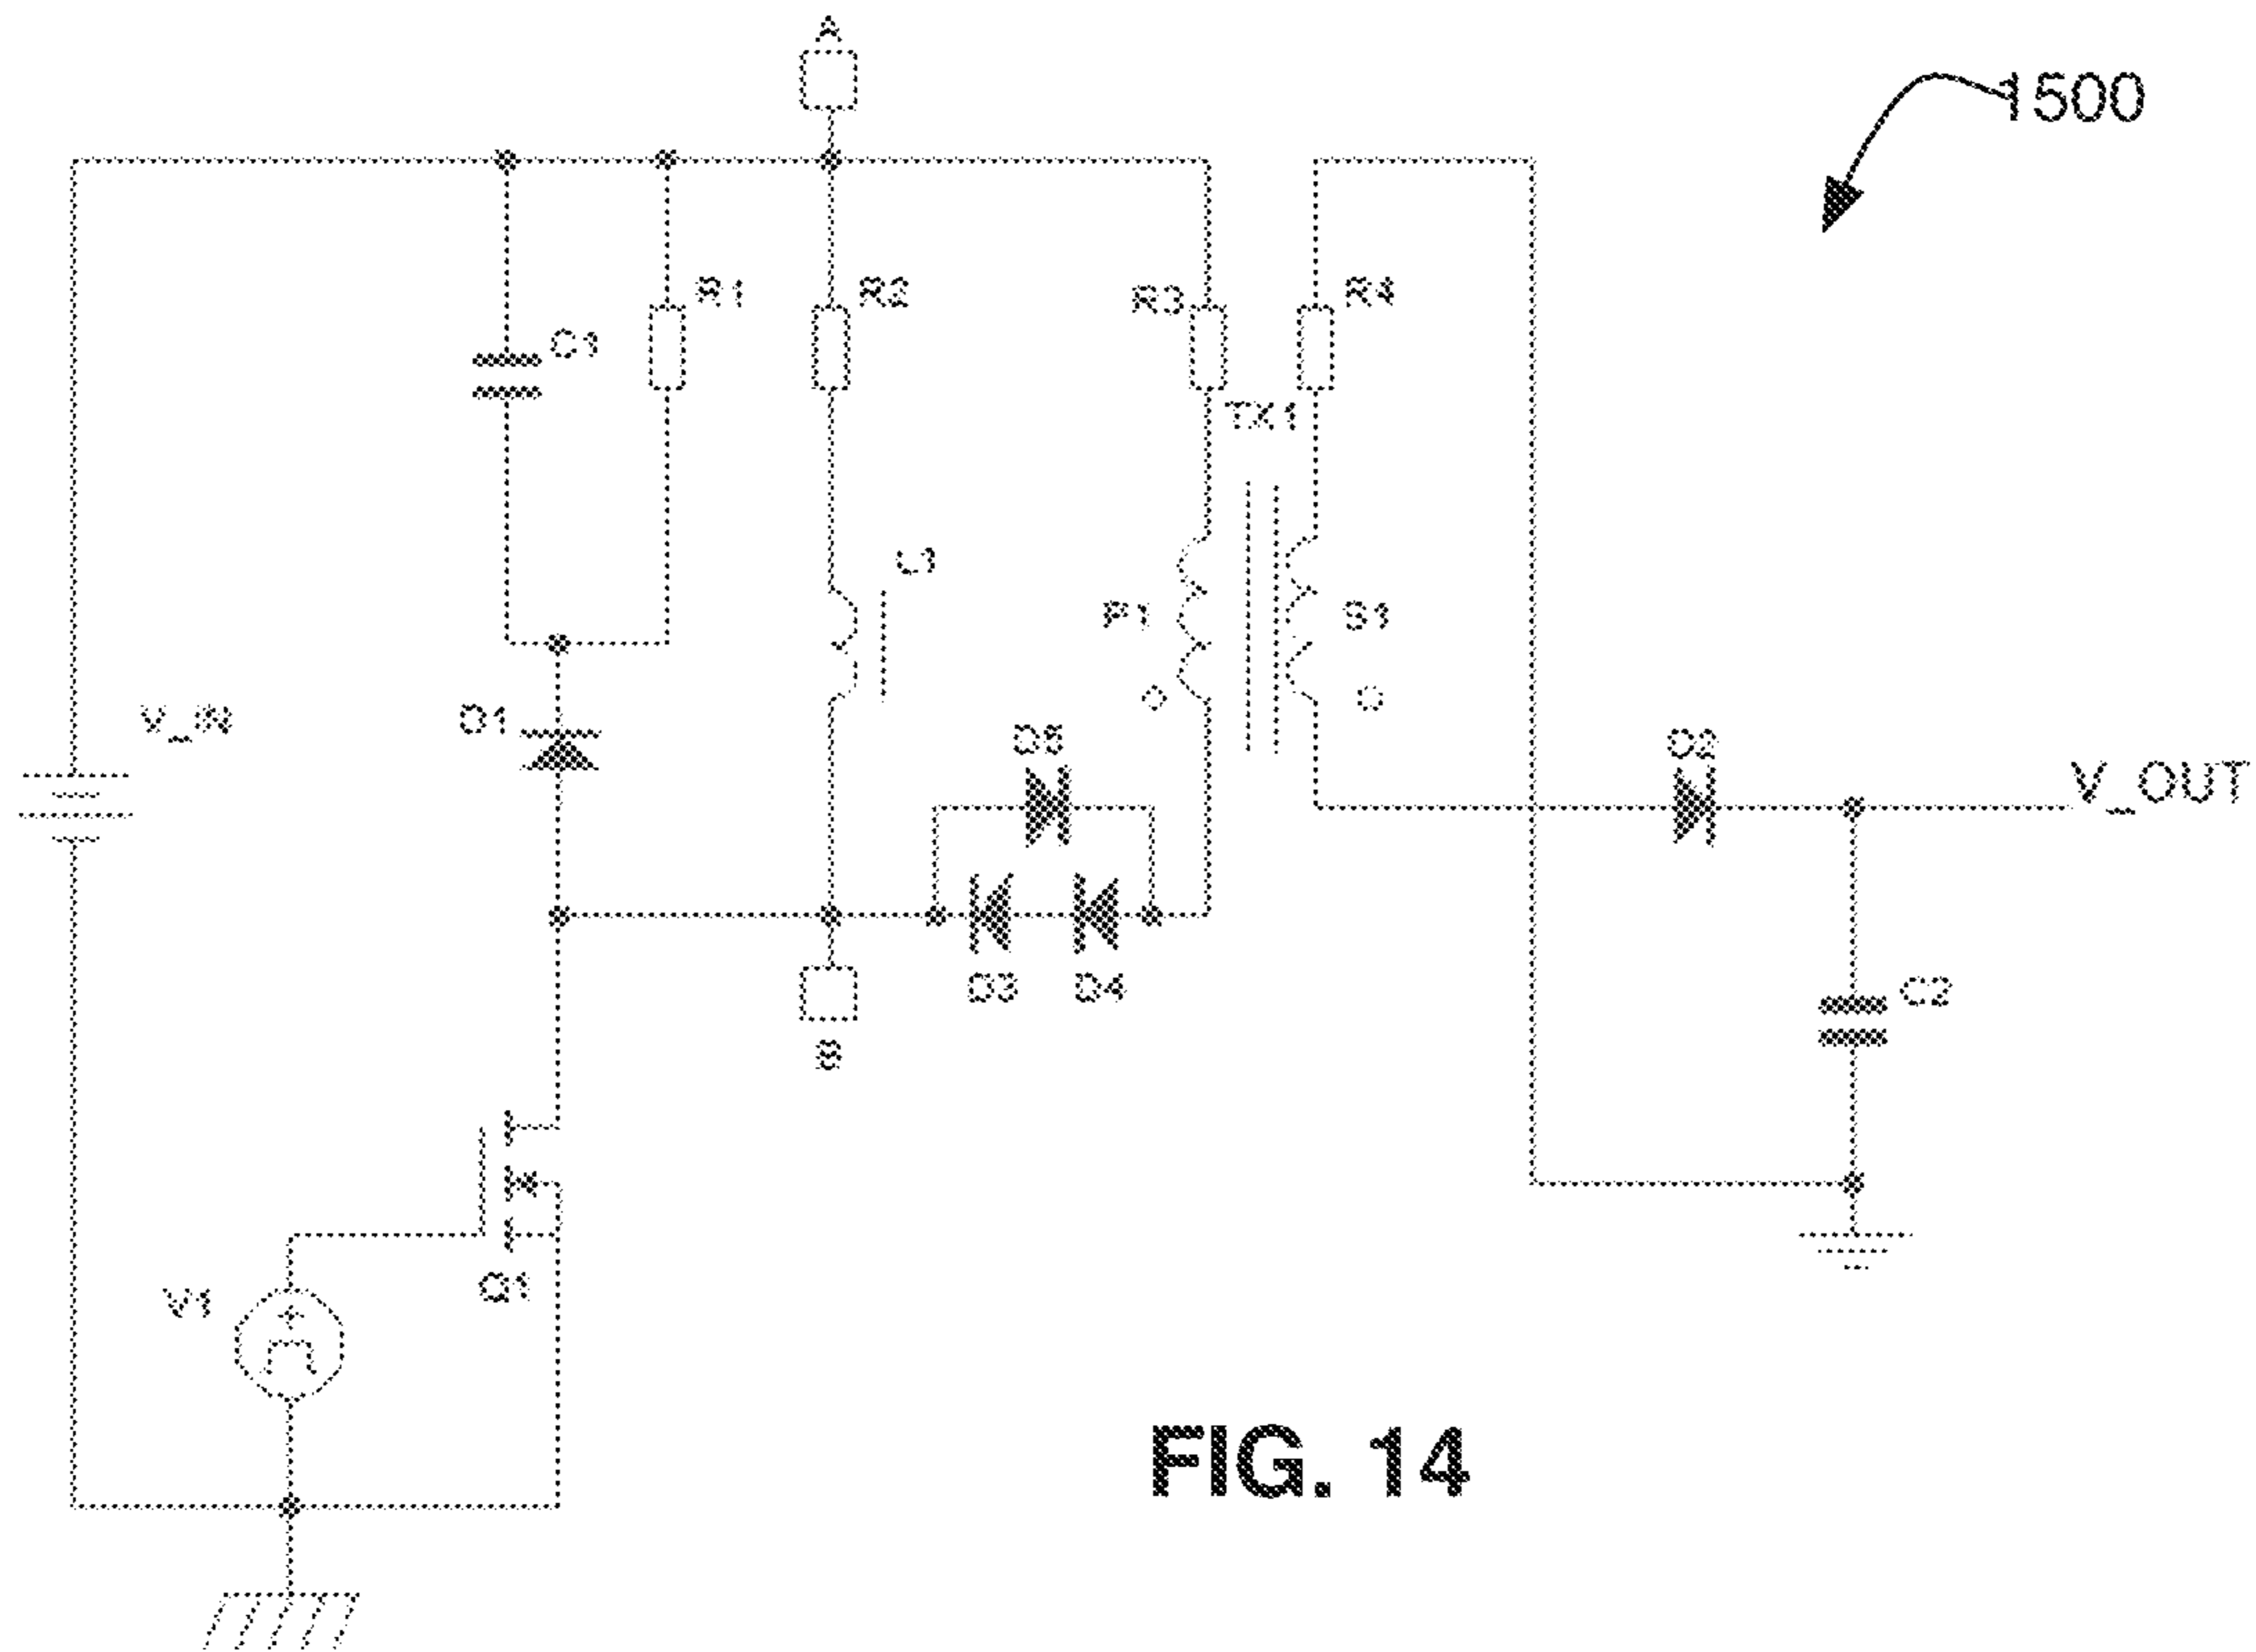 A
1500
R1
R2
R3
R4
C1
TX1
L1
P1
S1
V_IN
D1
D5
D2
V_OUT
D3
D4
C2
B
Q1
V1
FIG. 14